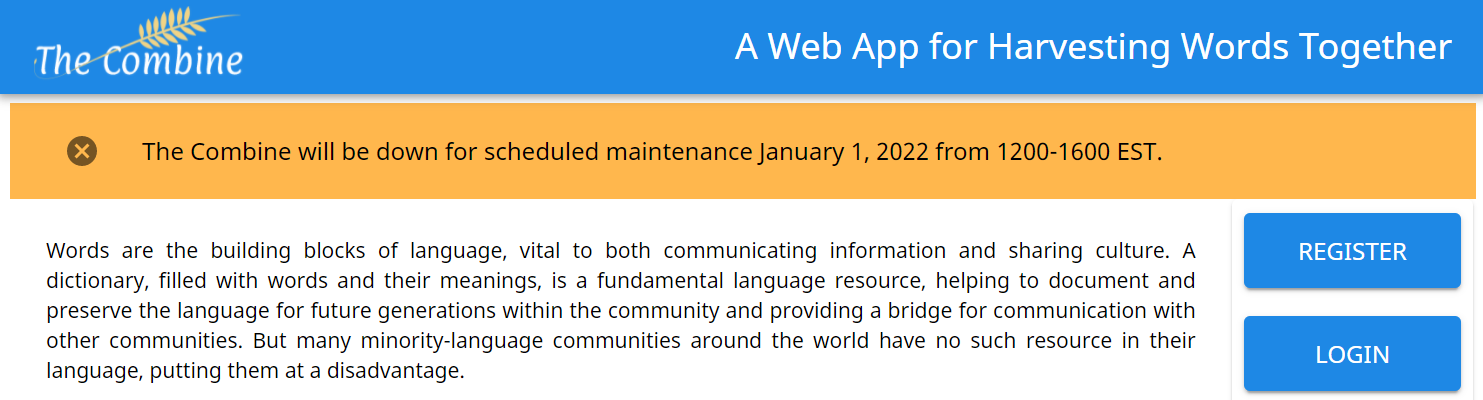 The Combine
A Web App for Harvesting Words Together
The Combine will be down for scheduled maintenance January 1, 2022 from 1200-1600 EST.
Words are the building blocks of language, vital to both communicating information and sharing culture. A
dictionary, filled with words and their meanings, is a fundamental language resource, helping to document and
preserve the language for future generations within the community and providing a bridge for communication with
other communities. But many minority-language communities around the world have no such resource in their
language, putting them at a disadvantage.
REGISTER
LOGIN